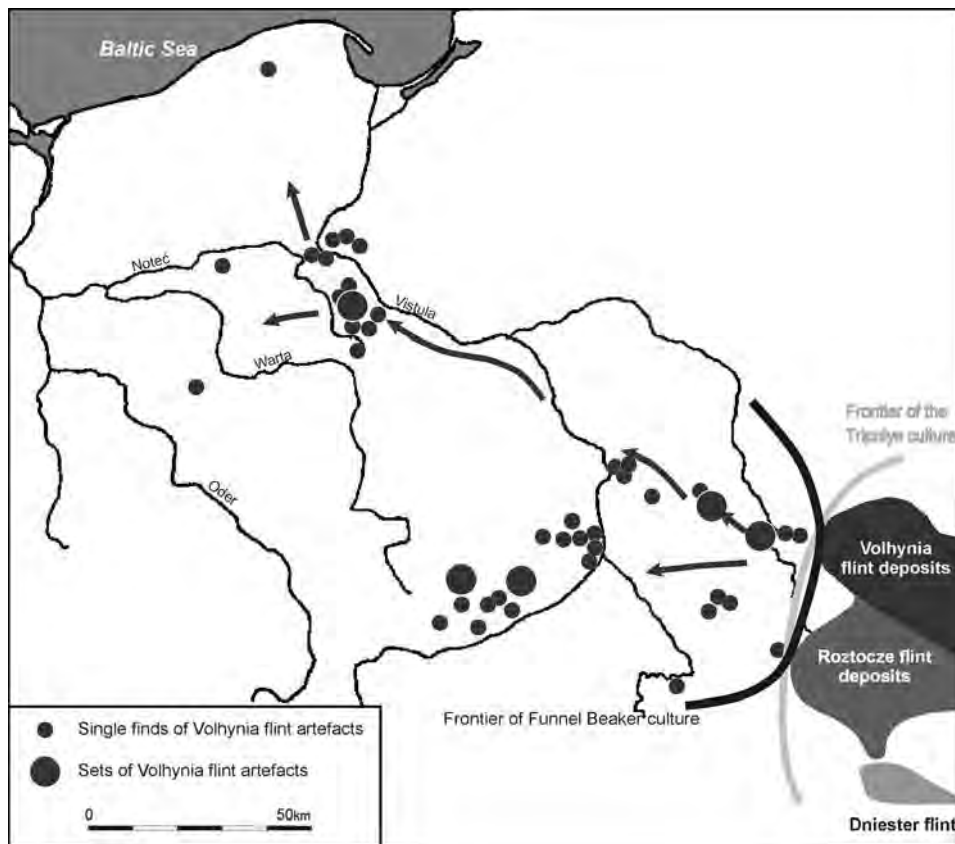 Baltic Sea
Noteć
Vistula
Warta
Oder
Frontier of the
Tripolye culture
Volhynia
flint deposits
Roztocze flint
deposits
Frontier of Funnel Beaker culture
Single finds of Volhynia flint artefacts
Sets of Volhynia flint artefacts
0 50km
Dniester flint